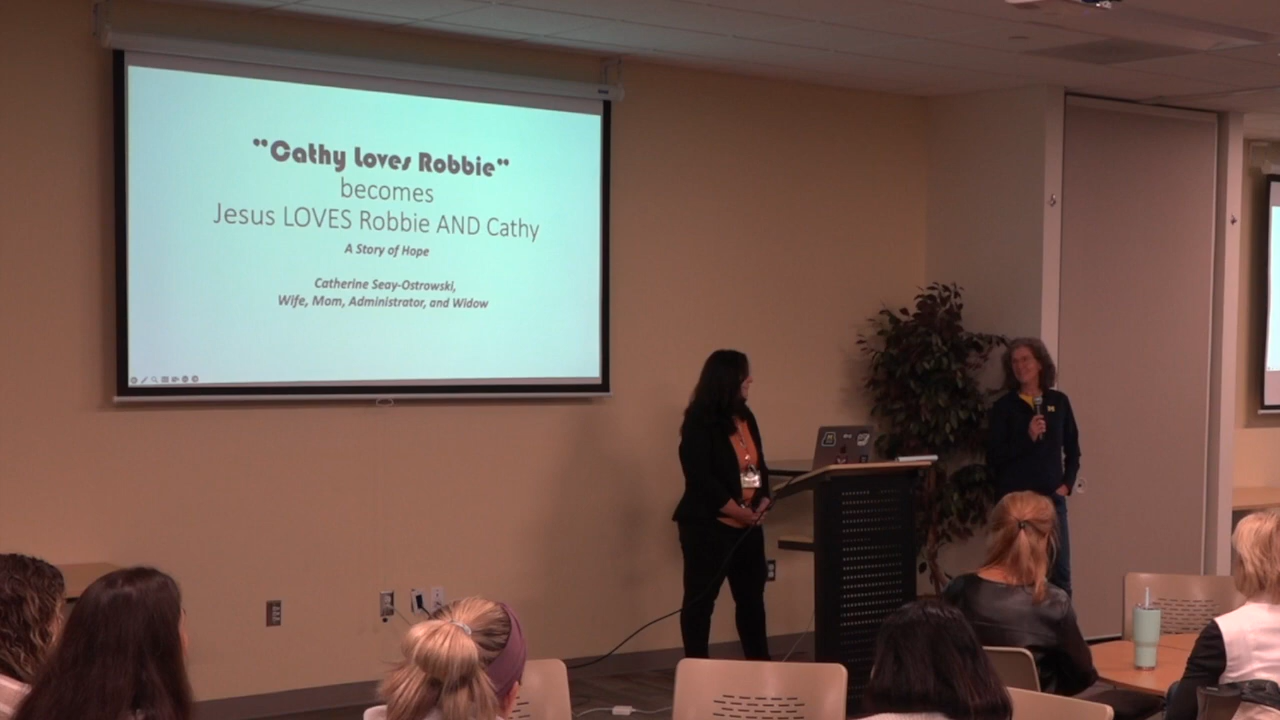 "Cathy Loves Robbie"
becomes
Jesus LOVES Robbie AND Cathy
A Story of Hope
Catherine Seay-Ostrowski,
Wife, Mom, Administrator, and Widow